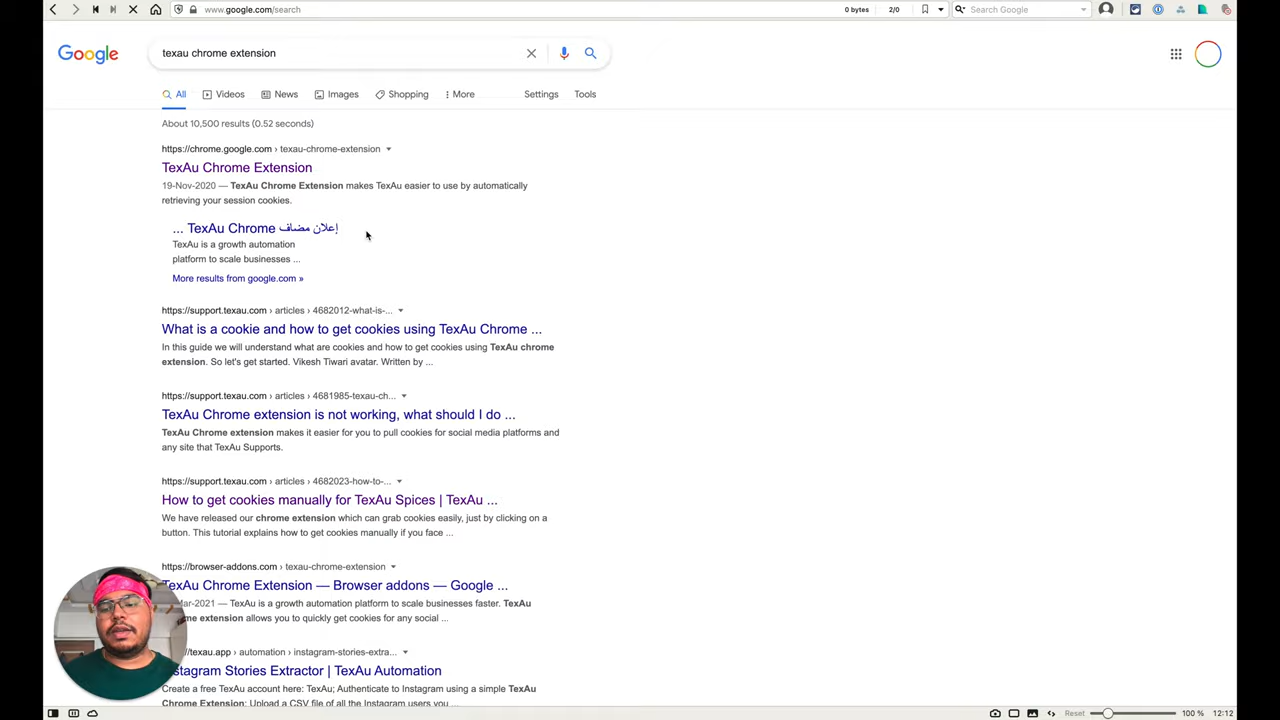 www.google.com/search
0 bytes
2/0
Search Google
Google
texau chrome extension
All
Videos
News
Images
Shopping
More
Settings
Tools
About 10,500 results (0.52 seconds)
https://chrome.google.com › texau-chrome-extension
TexAu Chrome Extension
19-Nov-2020 — TexAu Chrome Extension makes TexAu easier to use by automatically
retrieving your session cookies.
... TexAu Chrome إعلان مضاف
TexAu is a growth automation
platform to scale businesses ...
More results from google.com »
https://support.texau.com › articles › 4682012-what-is-...
What is a cookie and how to get cookies using TexAu Chrome ...
In this guide we will understand what are cookies and how to get cookies using TexAu chrome
extension. So let's get started. Vikesh Tiwari avatar. Written by ...
https://support.texau.com › articles › 4681985-texau-ch...
TexAu Chrome extension is not working, what should I do ...
TexAu Chrome extension makes it easier for you to pull cookies for social media platforms and
any site that TexAu Supports.
https://support.texau.com › articles › 4682023-how-to-...
How to get cookies manually for TexAu Spices | TexAu ...
We have released our chrome extension which can grab cookies easily, just by clicking on a
button. This tutorial explains how to get cookies manually if you face ...
https://browser-addons.com › texau-chrome-extension
TexAu Chrome Extension — Browser addons — Google ...
-2021 — TexAu is a growth automation platform to scale businesses faster. TexAu
extension allows you to quickly get cookies for any social ...
texau.app › automation › instagram-stories-extra...
Stories Extractor | TexAu Automation
Create a free TexAu account here: TexAu; Authenticate to Instagram using a simple TexAu
Chrome Extension; Upload a CSV file of all the Instagram users you ...
Reset
100 %
12:12